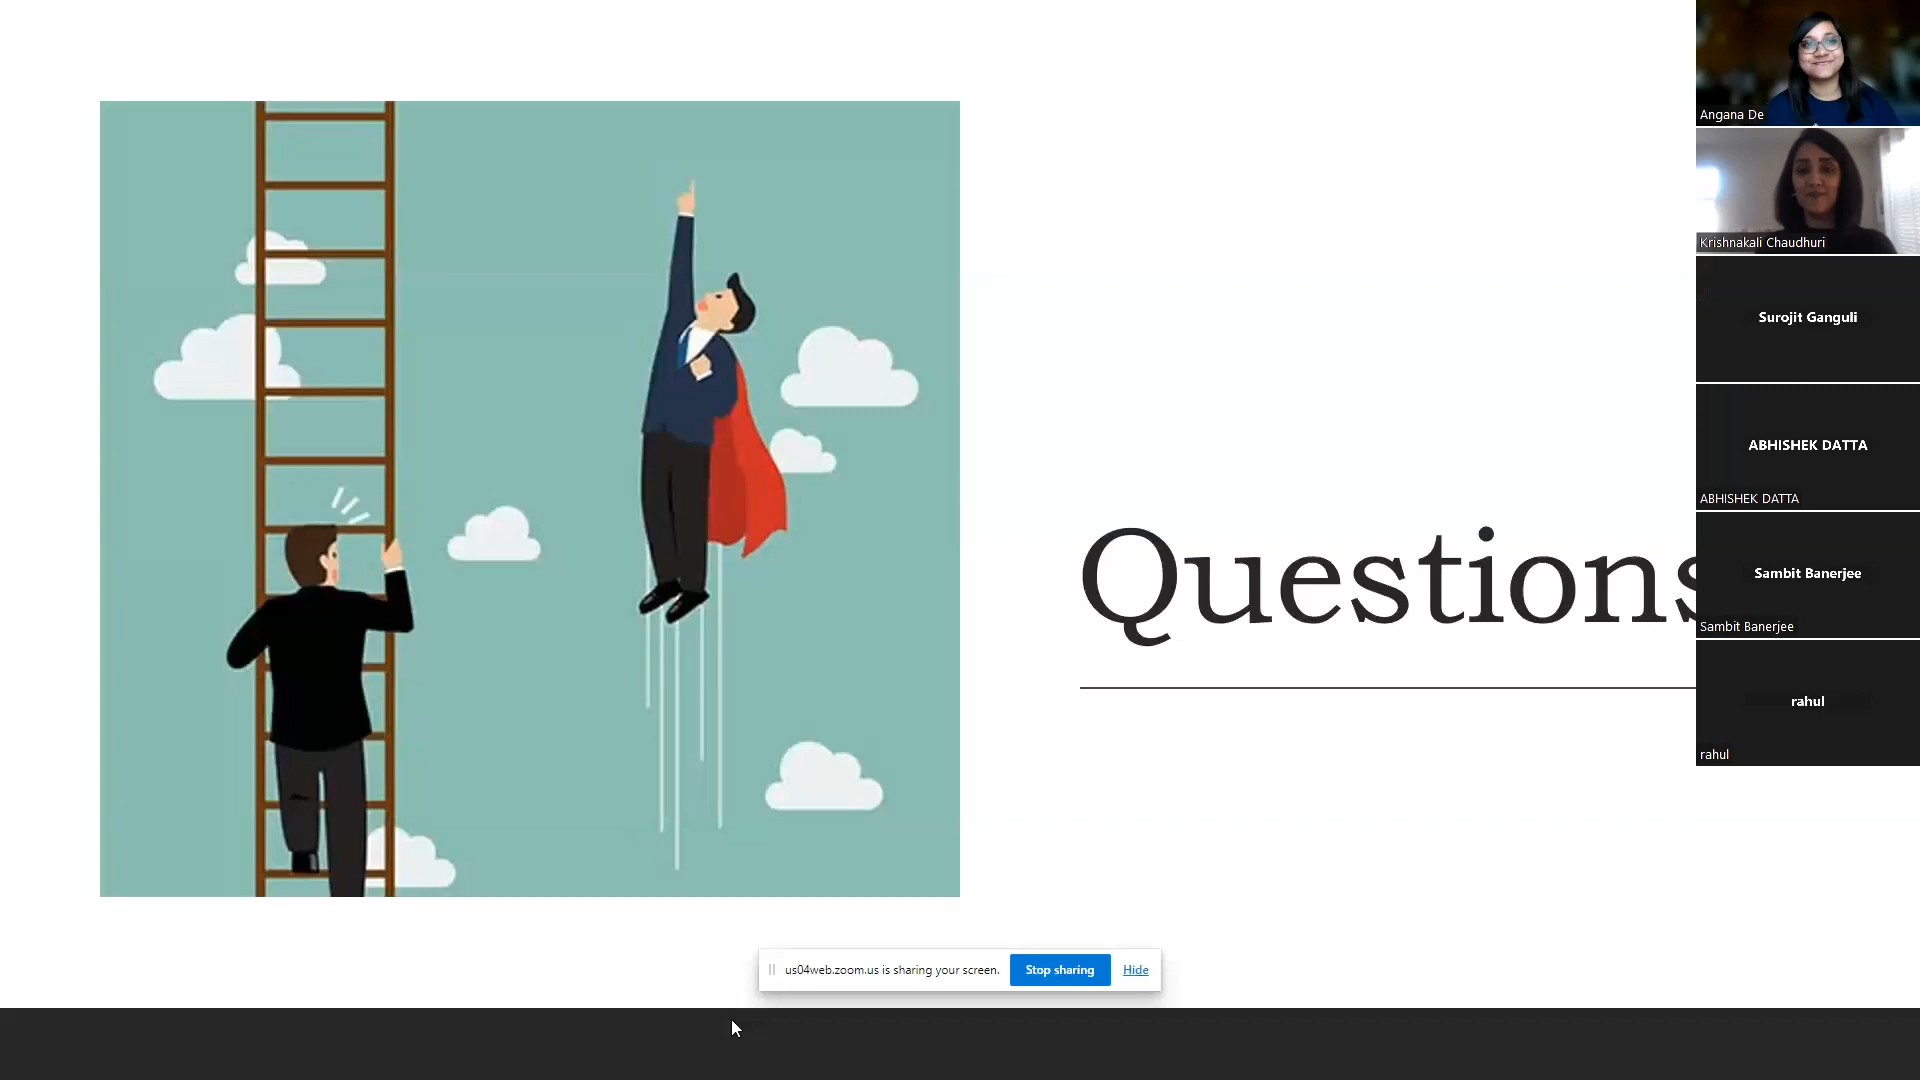 Questions
us04web.zoom.us is sharing your screen.
Stop sharing
Hide
Angana De
Krishnakali Chaudhuri
Surojit Ganguli
ABHISHEK DATTA
ABHISHEK DATTA
Sambit Banerjee
Sambit Banerjee
rahul
rahul